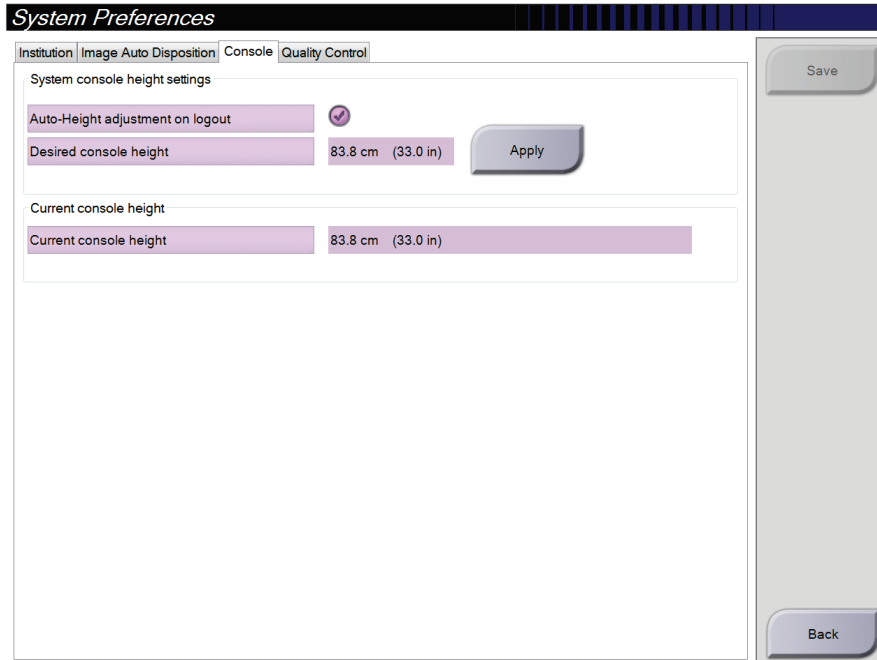 System Preferences
Institution Image Auto Disposition Console Quality Control
Save
System console height settings
Auto-Height adjustment on logout
Desired console height 83.8 cm (33.0 in) Apply
Current console height
Current console height 83.8 cm (33.0 in)
Back